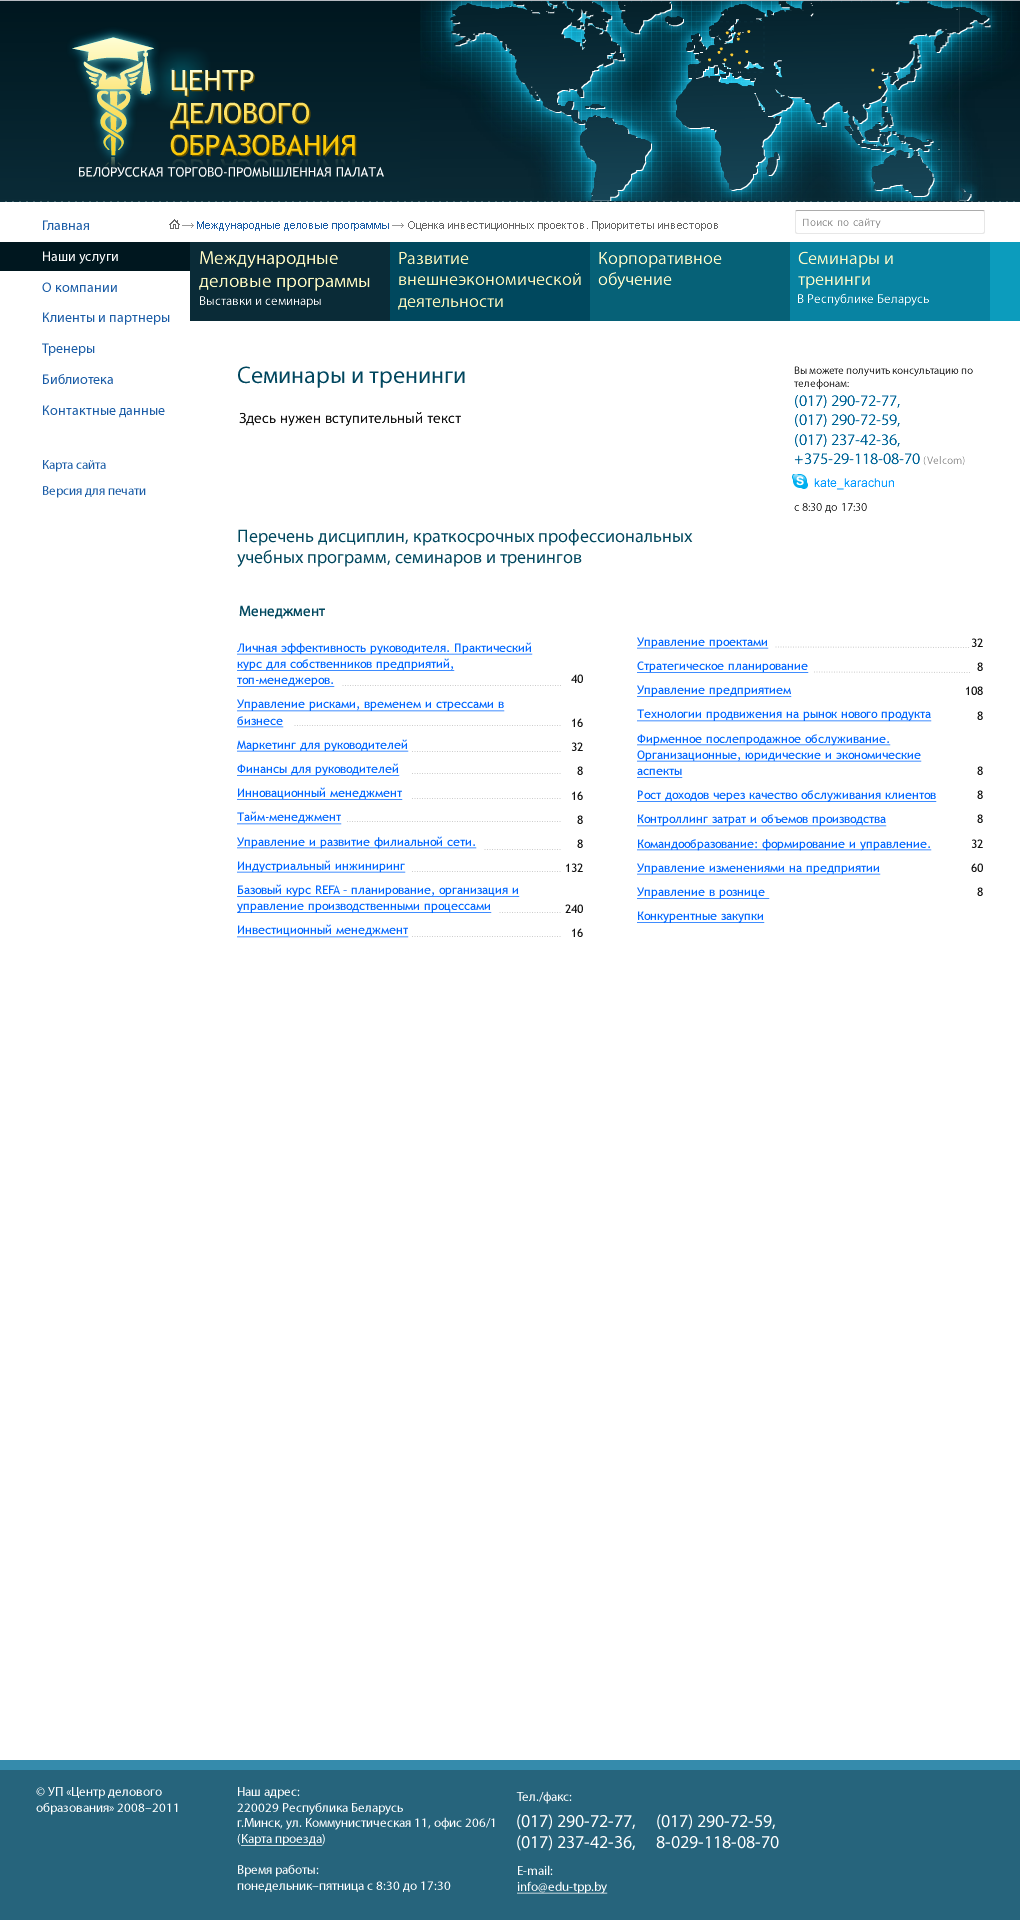 ЦЕНТР
ДЕЛОВОГО
ОБРАЗОВАНИЯ
БЕЛОРУССКАЯ ТОРГОВО-ПРОМЫШЛЕННАЯ ПАЛАТА
Главная
Международные деловые программы
Оценка инвестиционных проектов. Приоритеты инвесторов
Поиск по сайту
Наши услуги
О компании
Клиенты и партнеры
Тренеры
Библиотека
Контактные данные
Карта сайта
Версия для печати
Международные
деловые программы
Выставки и семинары
Развитие
внешнеэкономической
деятельности
Корпоративное
обучение
Семинары и
тренинги
В Республике Беларусь
Семинары и тренинги
Здесь нужен вступительный текст
Вы можете получить консультацию по
телефонам:
(017) 290-72-77,
(017) 290-72-59,
(017) 237-42-36,
+375-29-118-08-70 (Velcom)
kate_karachun
с 8:30 до 17:30
Перечень дисциплин, краткосрочных профессиональных
учебных программ, семинаров и тренингов
Менеджмент
Личная эффективность руководителя. Практический
курс для собственников предприятий,
топ-менеджеров. 40
Управление рисками, временем и стрессами в
бизнесе 16
Маркетинг для руководителей 32
Финансы для руководителей 8
Инновационный менеджмент 16
Тайм-менеджмент 8
Управление и развитие филиальной сети. 8
Индустриальный инжиниринг 132
Базовый курс REFA - планирование, организация и
управление производственными процессами 240
Инвестиционный менеджмент 16
Управление проектами 32
Стратегическое планирование 8
Управление предприятием 108
Технологии продвижения на рынок нового продукта 8
Фирменное послепродажное обслуживание.
Организационные, юридические и экономические
аспекты 8
Рост доходов через качество обслуживания клиентов 8
Контроллинг затрат и объемов производства 8
Командообразование: формирование и управление. 32
Управление изменениями на предприятии 60
Управление в рознице 8
Конкурентные закупки
© УП «Центр делового
образования» 2008–2011
Наш адрес:
220029 Республика Беларусь
г.Минск, ул. Коммунистическая 11, офис 206/1
(Карта проезда)
Время работы:
понедельник–пятница с 8:30 до 17:30
Тел./факс:
(017) 290-72-77, (017) 290-72-59,
(017) 237-42-36, 8-029-118-08-70
E-mail:
info@edu-tpp.by